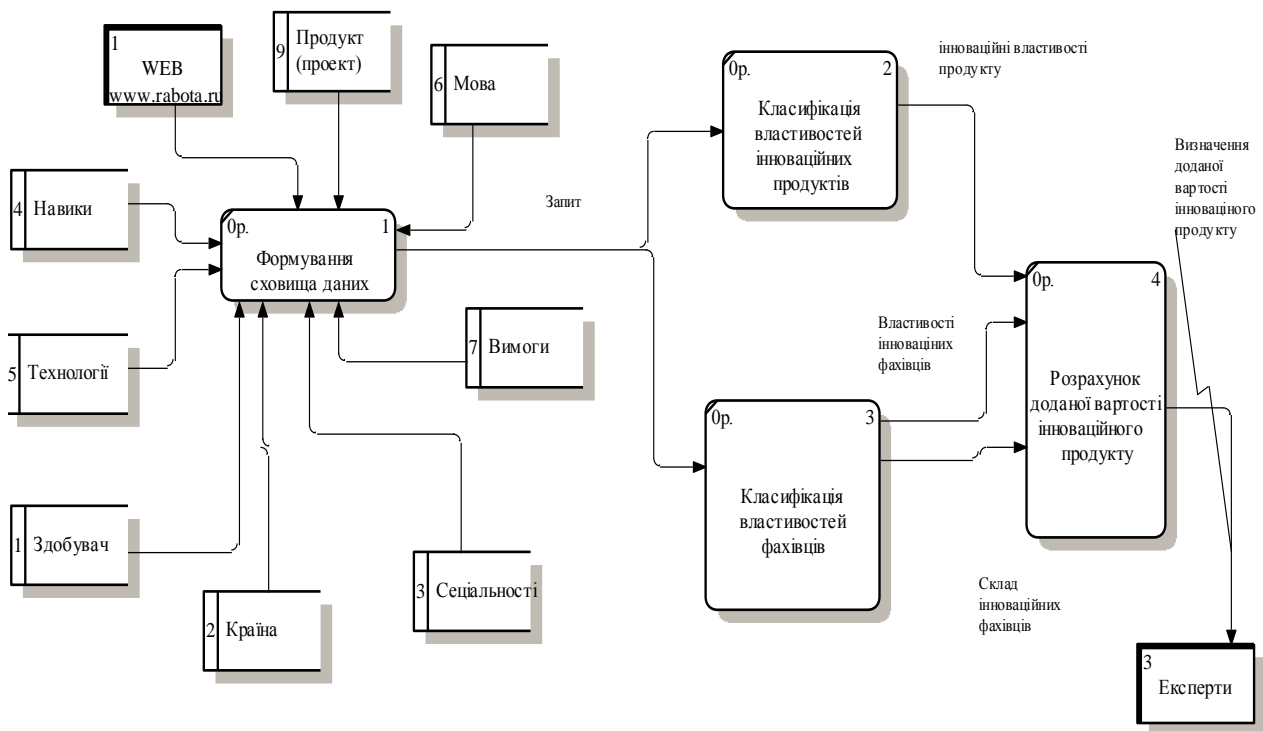 1
WEB
www.rabota.ru
9
Продукт
(проект)
6
Мова
0р.
2
Класифікація
властивостей
інноваційних
продуктів
інноваційні властивості
продукту
Визначення
доданої
вартості
інноваціного
продукту
4
Навики
Запит
0р.
1
Формування
сховища даних
0р.
4
Розрахунок
доданої вартості
інноваційного
продукту
5
Технології
7
Вимоги
Властивості
інноваціних
фахівців
0р.
3
Класифікація
властивостей
фахівців
1
Здобувач
2
Країна
3
Сеціальності
Склад
інноваційних
фахівців
3
Експерти